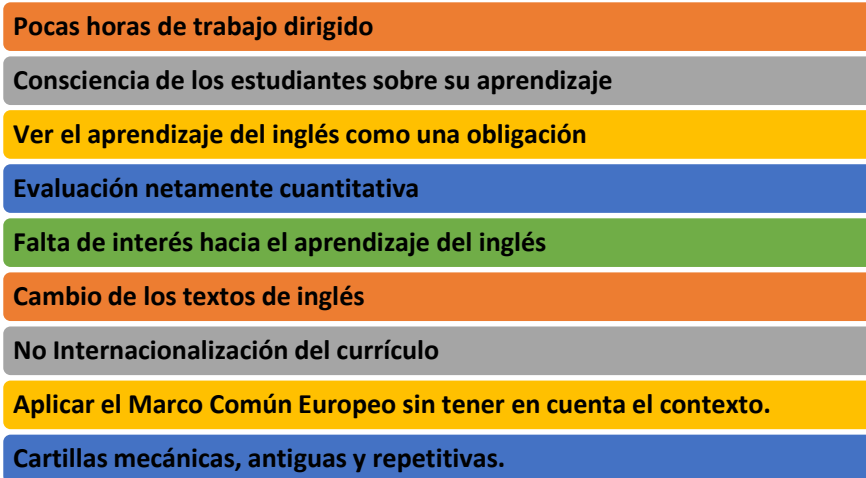 Pocas horas de trabajo dirigido
Consciencia de los estudiantes sobre su aprendizaje
Ver el aprendizaje del inglés como una obligación
Evaluación netamente cuantitativa
Falta de interés hacia el aprendizaje del inglés
Cambio de los textos de inglés
No Internacionalización del currículo
Aplicar el Marco Común Europeo sin tener en cuenta el contexto.
Cartillas mecánicas, antiguas y repetitivas.